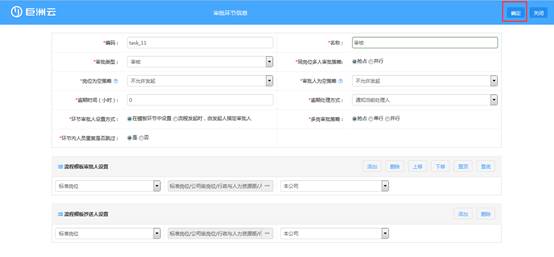 巨洲云 审批环节信息 确定 关闭
*编码： task_11 *名称： 审核
*审批类型： 审核 *同岗位多人审批策略： 抢占 并行
*岗位为空策略 不允许发起 *审批人为空策略 不允许发起
*逾期时间（小时）： 0 *逾期处理方式： 通知当前处理人
*环节审批人设置方式： 在模板环节中设置 流程发起时，由发起人指定审批人 *多岗审批策略： 抢占 串行 并行
*环节内人员重复是否跳过： 是 否
流程模板审批人设置 添加 删除 上移 下移 置顶 置底
标准岗位 标准岗位/公司级岗位/行政与人力资源部/ 本公司
流程模板抄送人设置 添加 删除
标准岗位 标准岗位/公司级岗位/行政与人力资源部/ 本公司